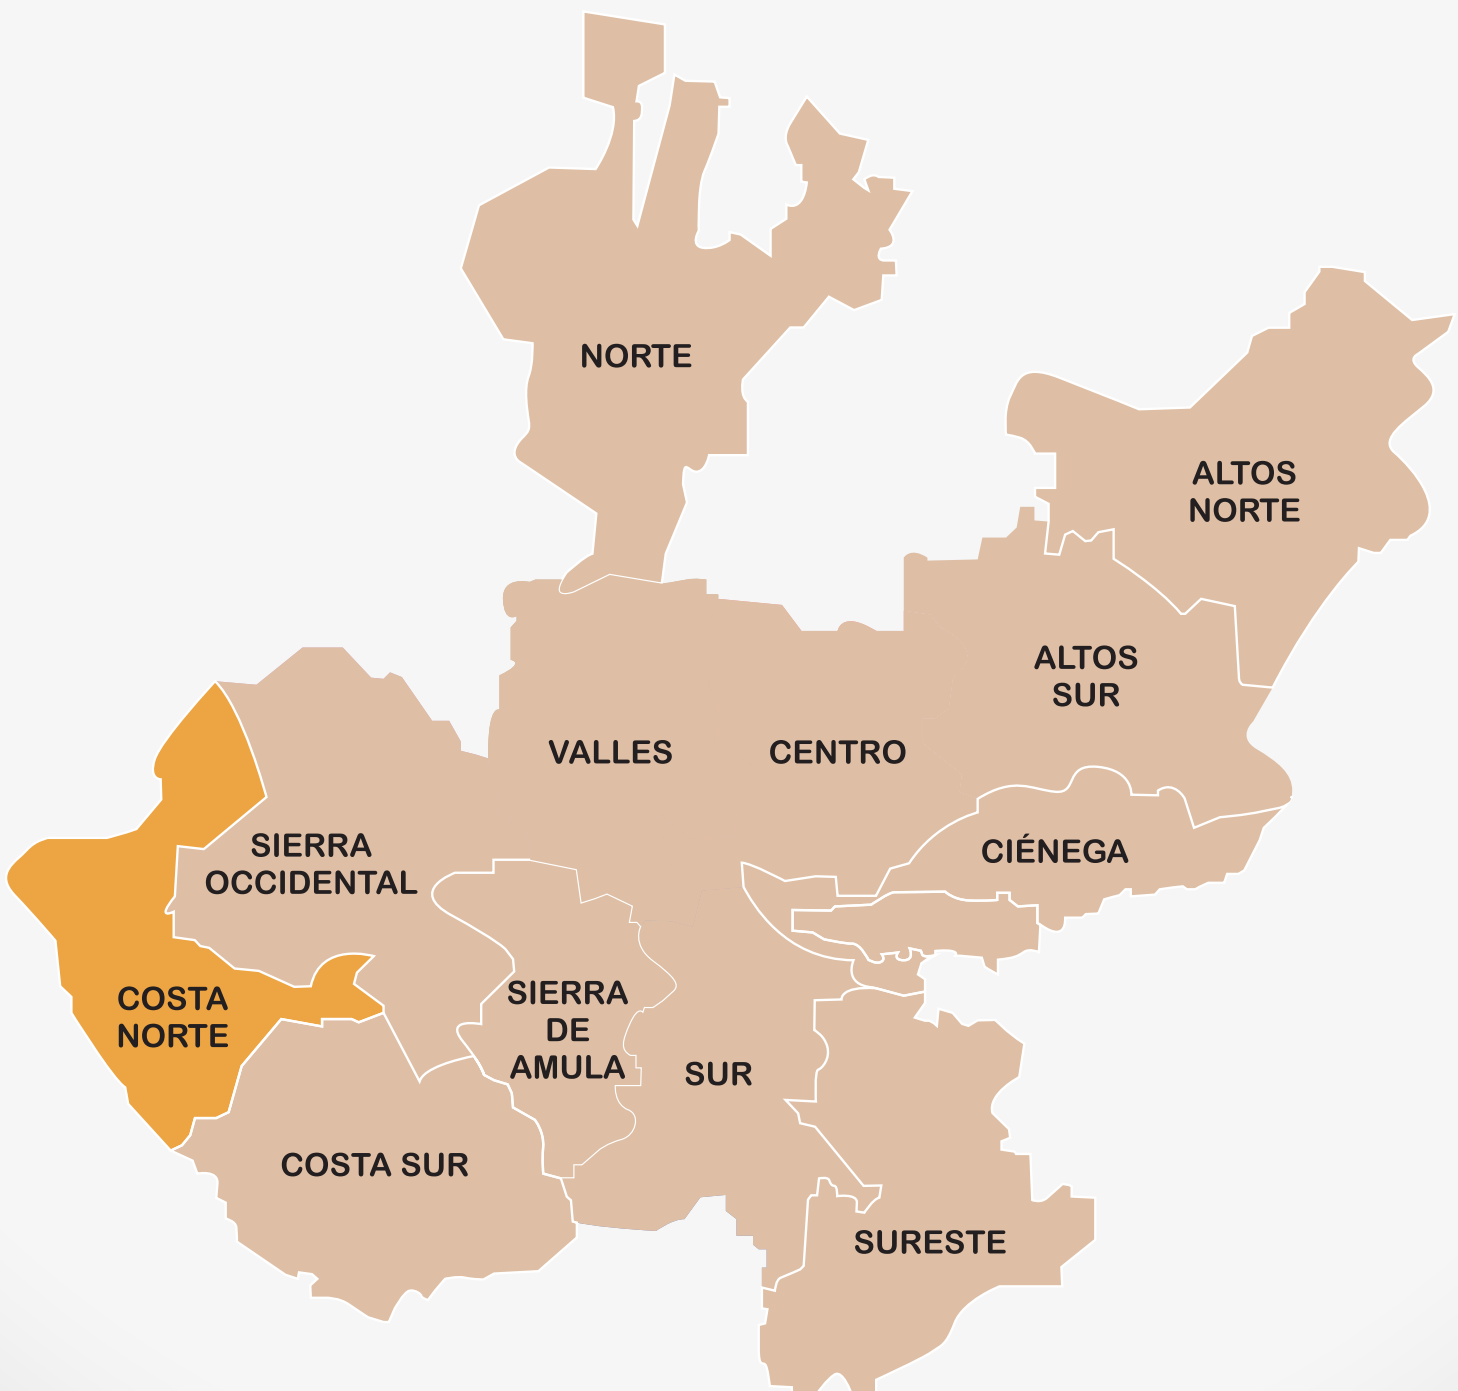 NORTE
ALTOS
NORTE
ALTOS
SUR
VALLES
CENTRO
CIÉNEGA
SIERRA
OCCIDENTAL
COSTA
NORTE
SIERRA
DE
AMULA
SUR
COSTA SUR
SURESTE